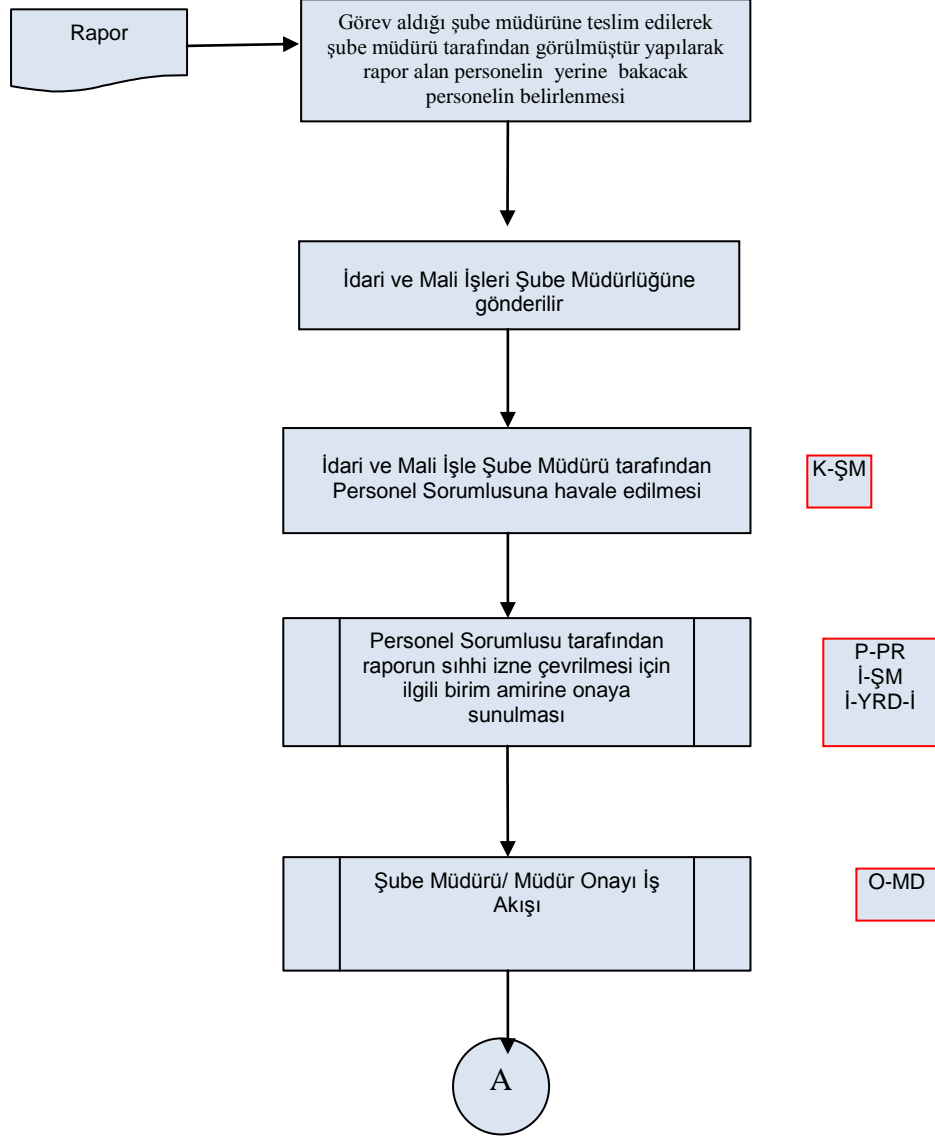 Rapor
Görev aldığı şube müdürüne teslim edilerek
şube müdürü tarafından görülmüştür yapılarak
rapor alan personelin yerine bakacak
personelin belirlenmesi
İdari ve Mali İşleri Şube Müdürlüğüne
gönderilir
İdari ve Mali İşle Şube Müdürü tarafından
Personel Sorumlusuna havale edilmesi
K-ŞM
Personel Sorumlusu tarafından
raporun sıhhi izne çevrilmesi için
ilgili birim amirine onaya
sunulması
P-PR
İ-ŞM
İ-YRD-İ
Şube Müdürü/ Müdür Onayı İş
Akışı
O-MD
A